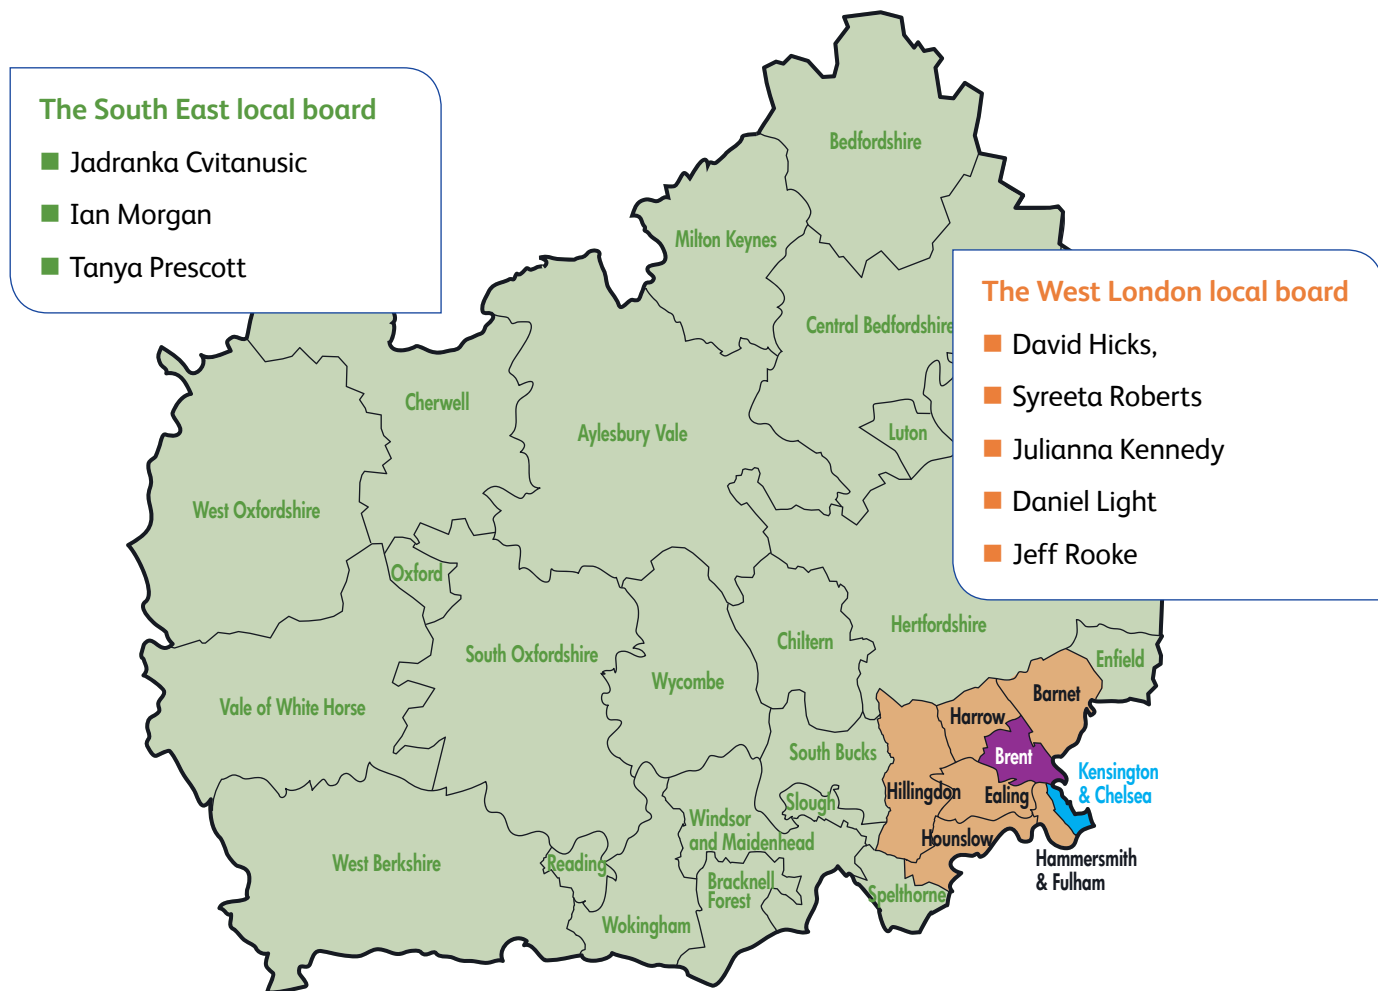 The South East local board
■ Jadranka Cvitanusic
■ Ian Morgan
■ Tanya Prescott
Bedfordshire
Milton Keynes
The West London local board
■ David Hicks,
■ Syreeta Roberts
■ Julianna Kennedy
■ Daniel Light
■ Jeff Rooke
Central Bedfordshire
Cherwell
Aylesbury Vale
Luton
West Oxfordshire
Oxford
Hertfordshire
Chiltern
South Oxfordshire
Enfield
Wycombe
Barnet
Vale of White Horse
Harrow
South Bucks
Brent
Kensington
& Chelsea
Hillingdon
Ealing
Slough
Windsor
and Maidenhead
Hounslow
West Berkshire
Reading
Hammersmith
& Fulham
Bracknell
Forest
Spelthorne
Wokingham